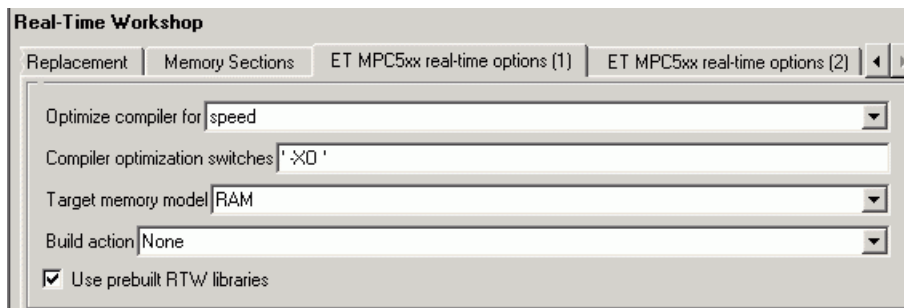 Real-Time Workshop
Replacement Memory Sections ET MPC5xx real-time options (1) ET MPC5xx real-time options (2)
Optimize compiler for speed
Compiler optimization switches ' -XO '
Target memory model RAM
Build action None
Use prebuilt RTW libraries